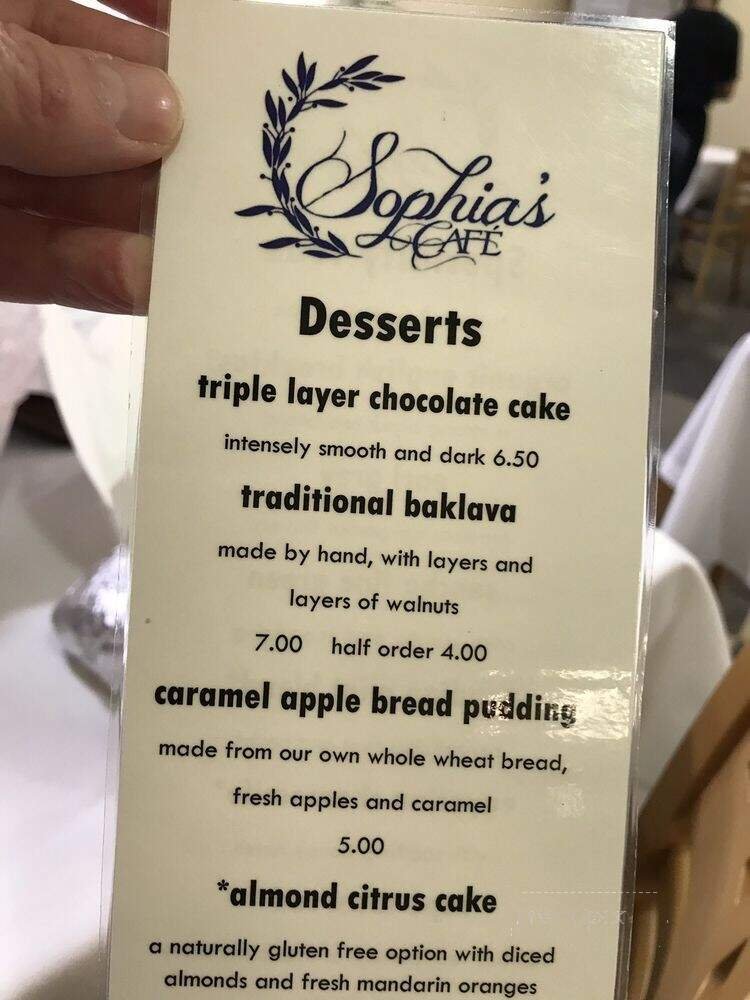 Sophia's
CAFÉ
Desserts
triple layer chocolate cake
intensely smooth and dark 6.50
traditional baklava
made by hand, with layers and
layers of walnuts
7.00 half order 4.00
caramel apple bread pudding
made from our own whole wheat bread,
fresh apples and caramel
5.00
*almond citrus cake
a naturally gluten free option with diced
almonds and fresh mandarin oranges